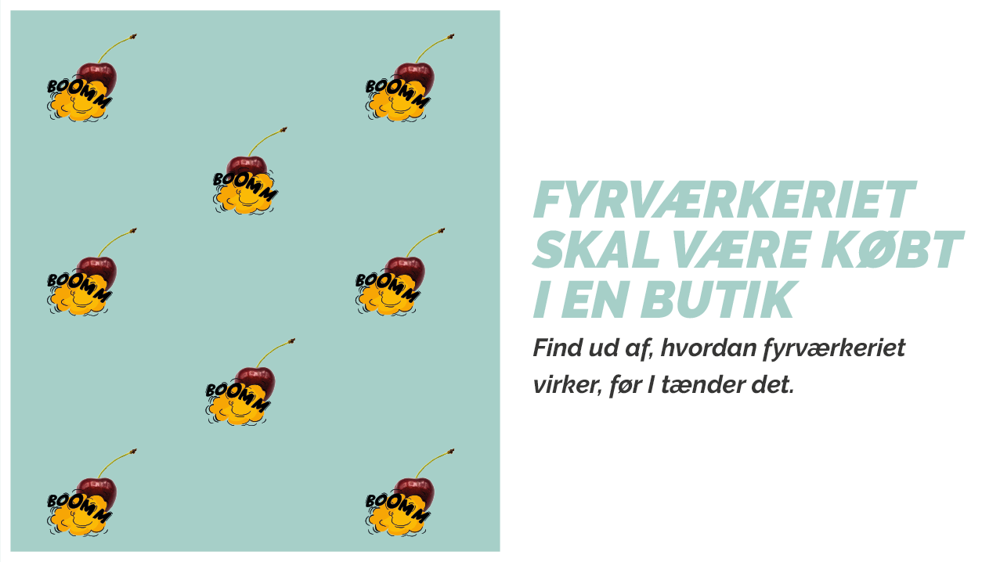 BOOMM
BOOMM
BOOMM
BOOMM
BOOMM
BOOMM
BOOMM
BOOMM
FYRVÆRKERIET
SKAL VÆRE KØBT
I EN BUTIK
Find ud af, hvordan fyrværkeriet
virker, før I tænder det.